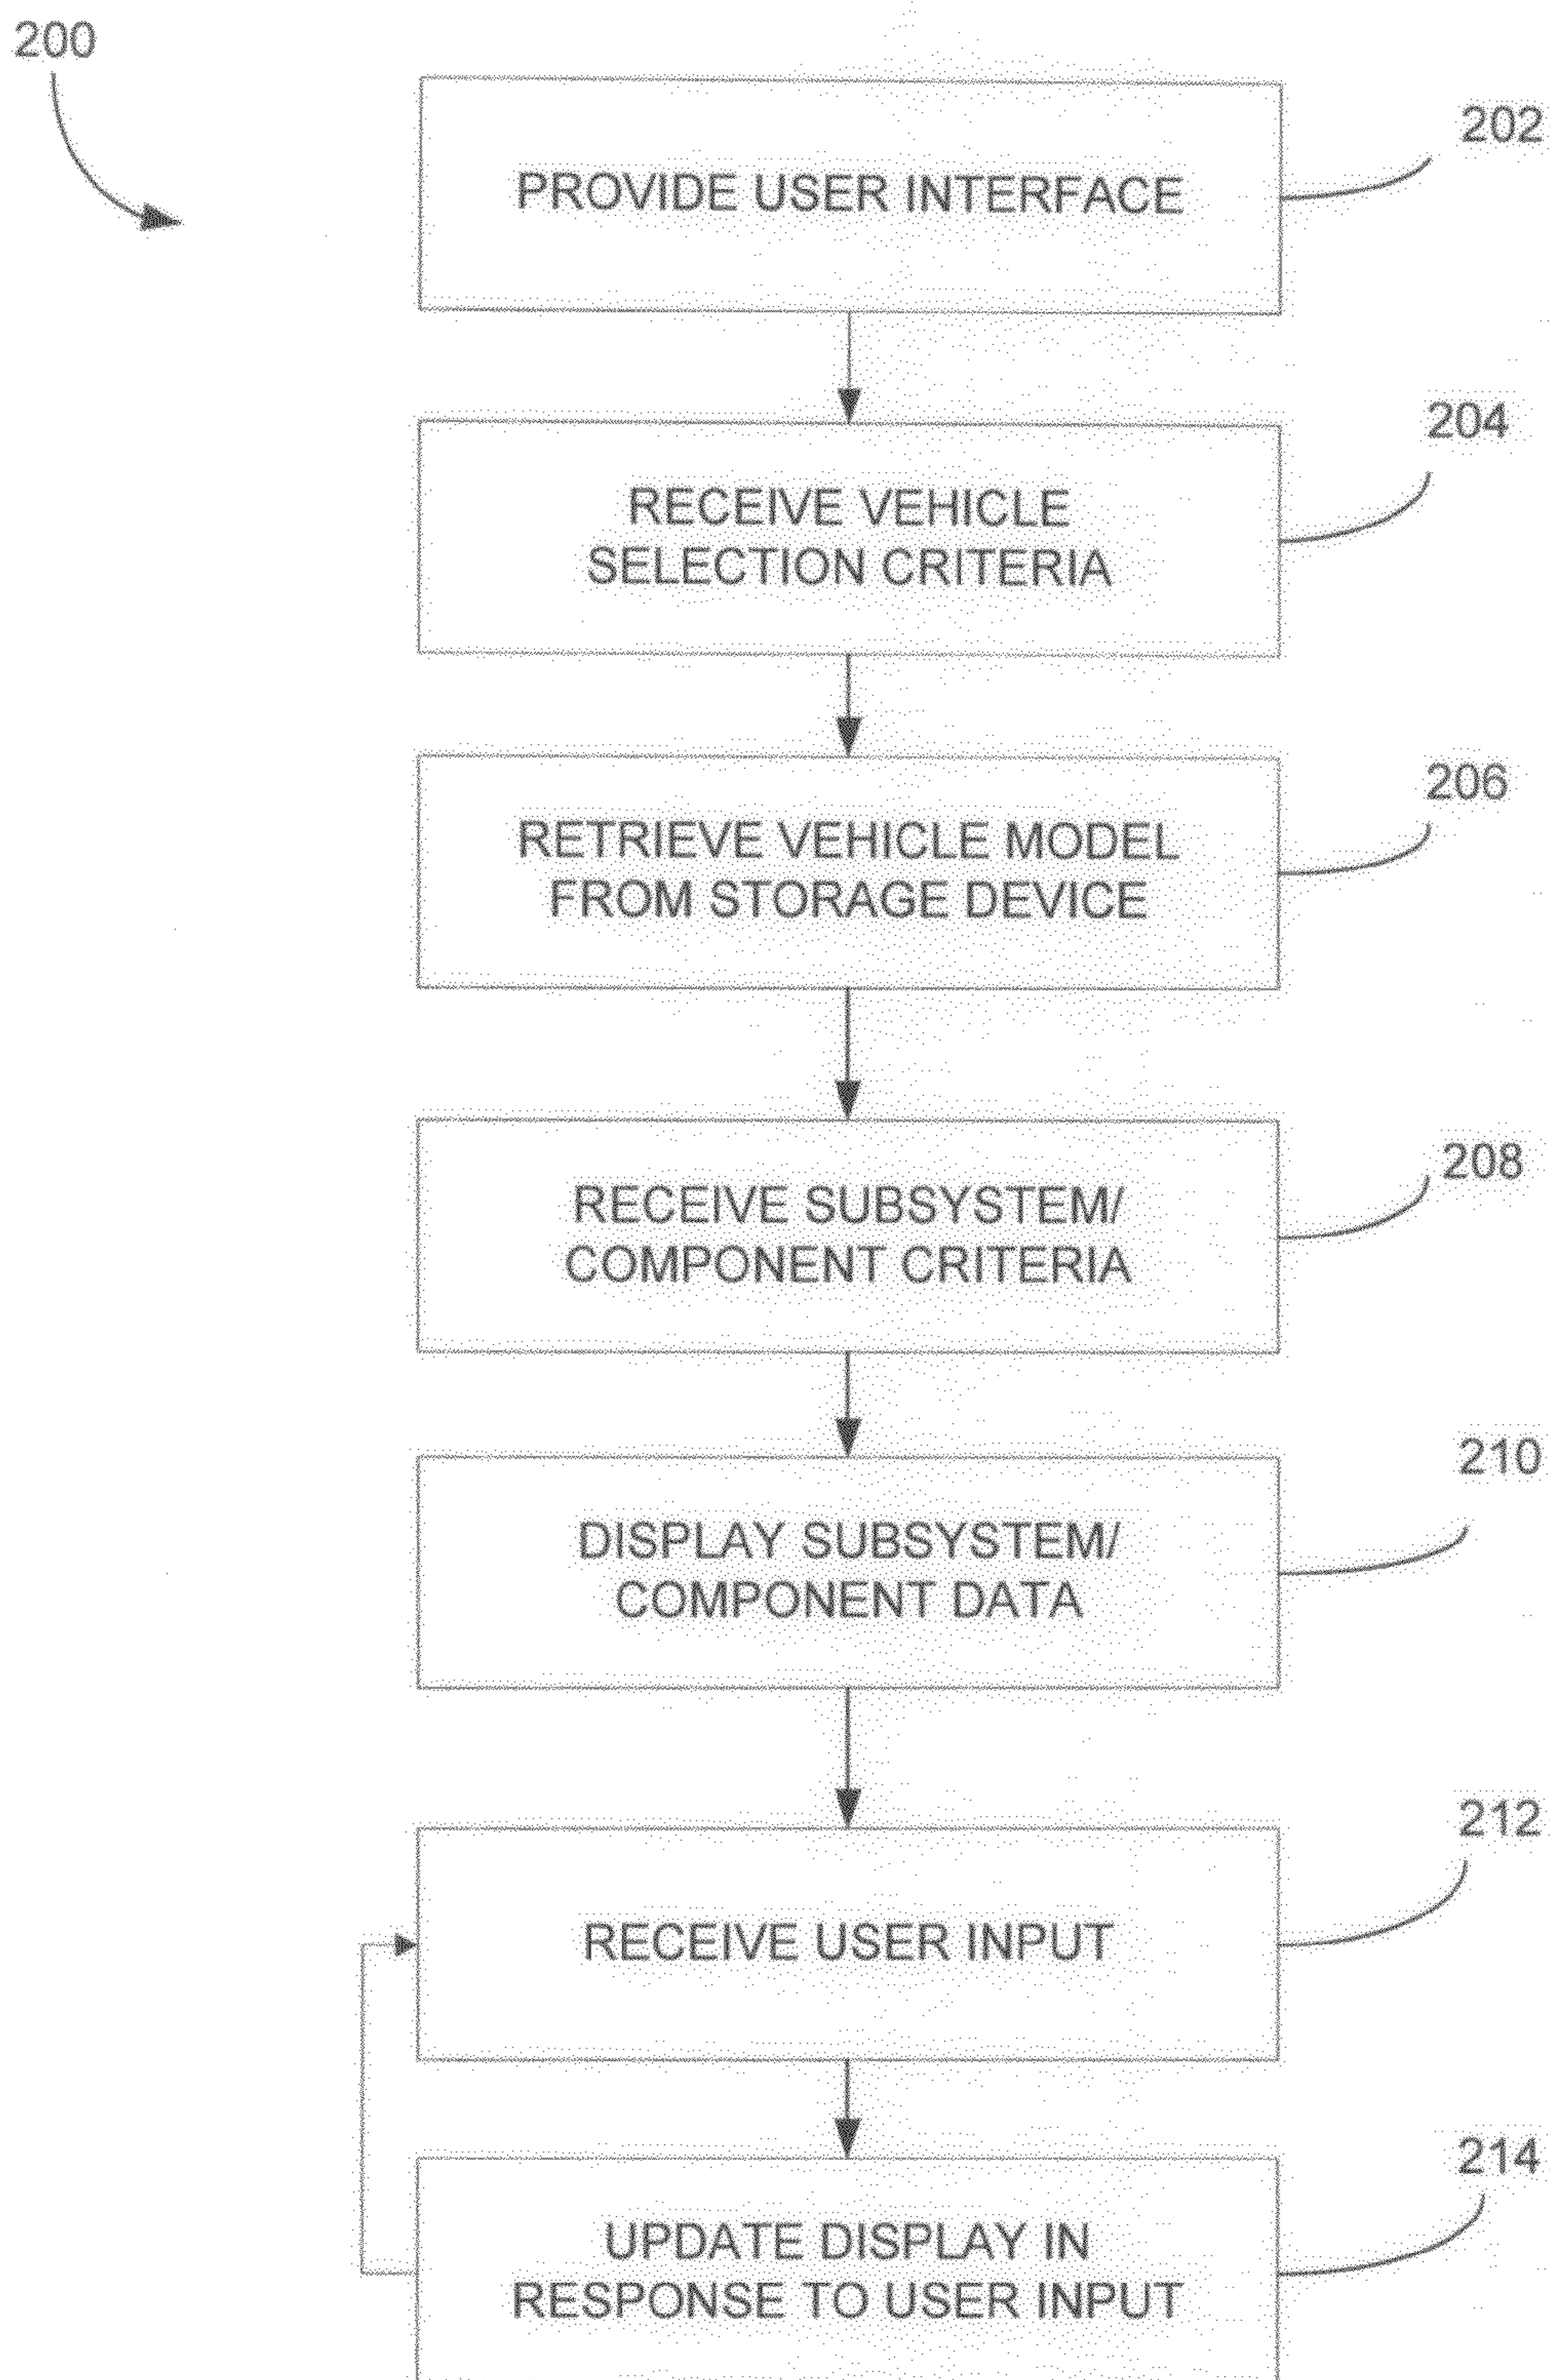 200
202
PROVIDE USER INTERFACE
204
RECEIVE VEHICLE
SELECTION CRITERIA
206
RETRIEVE VEHICLE MODEL
FROM STORAGE DEVICE
208
RECEIVE SUBSYSTEM/
COMPONENT CRITERIA
210
DISPLAY SUBSYSTEM/
COMPONENT DATA
212
RECEIVE USER INPUT
214
UPDATE DISPLAY IN
RESPONSE TO USER INPUT